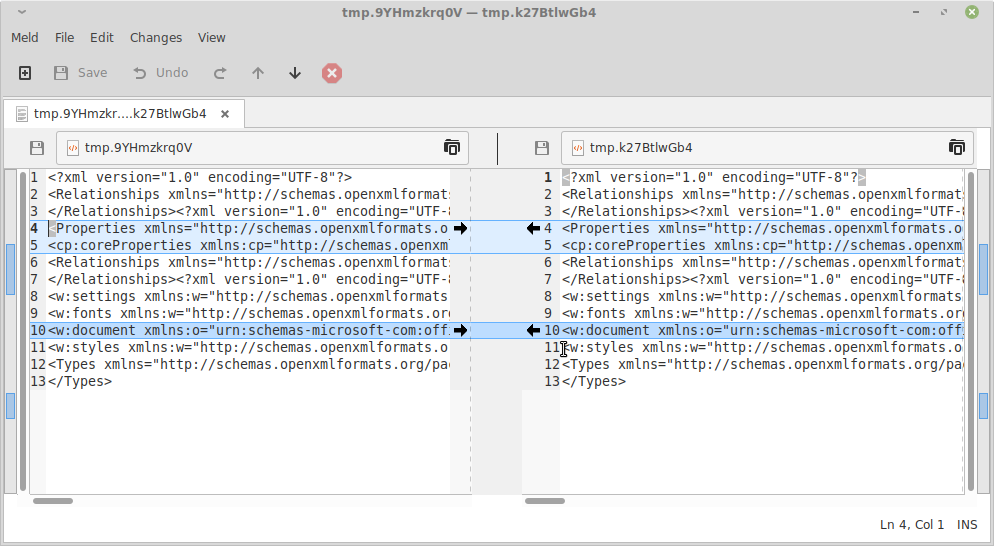 tmp.9YHmzkrq0V — tmp.k27BtlwGb4
Meld File Edit Changes View
Save Undo
tmp.9YHmzkr....k27BtlwGb4
tmp.9YHmzkrq0V
1 <?xml version="1.0" encoding="UTF-8"?>
2 <Relationships xmlns="http://schemas.openxmlformats
3 </Relationships><?xml version="1.0" encoding="UTF-8
4 <Properties xmlns="http://schemas.openxmlformats.o
5 <cp:coreProperties xmlns:cp="http://schemas.openxm
6 <Relationships xmlns="http://schemas.openxmlformats
7 </Relationships><?xml version="1.0" encoding="UTF-8
8 <w:settings xmlns:w="http://schemas.openxmlformats
9 <w:fonts xmlns:w="http://schemas.openxmlformats.org
10 <w:document xmlns:o="urn:schemas-microsoft-com:off
11 <w:styles xmlns:w="http://schemas.openxmlformats.o
12 <Types xmlns="http://schemas.openxmlformats.org/pac
13 </Types>
tmp.k27BtlwGb4
1 <?xml version="1.0" encoding="UTF-8"?>
2 <Relationships xmlns="http://schemas.openxmlformat
3 </Relationships><?xml version="1.0" encoding="UTF-8
4 <Properties xmlns="http://schemas.openxmlformats.o
5 <cp:coreProperties xmlns:cp="http://schemas.openxm
6 <Relationships xmlns="http://schemas.openxmlformat
7 </Relationships><?xml version="1.0" encoding="UTF-8
8 <w:settings xmlns:w="http://schemas.openxmlformats
9 <w:fonts xmlns:w="http://schemas.openxmlformats.or
10 <w:document xmlns:o="urn:schemas-microsoft-com:off
11 <w:styles xmlns:w="http://schemas.openxmlformats.o
12 <Types xmlns="http://schemas.openxmlformats.org/pa
13 </Types>
Ln 4, Col 1 INS